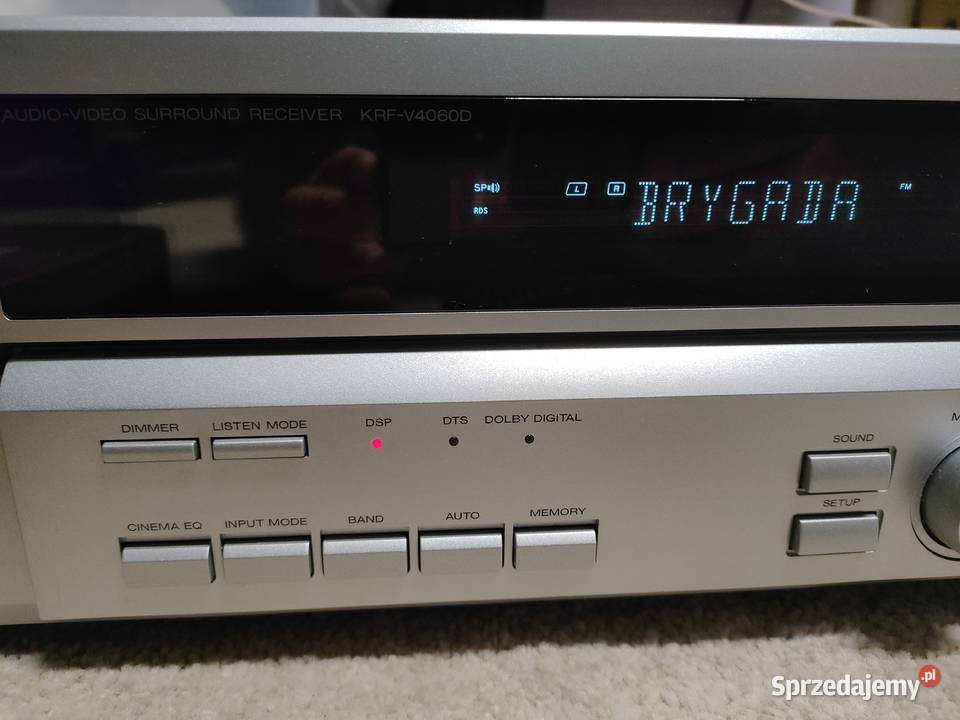 AUDIO-VIDEO SURROUND RECEIVER KRF-V4060D
SP L R BRYGADA FM
RDS
DIMMER LISTEN MODE DSP DTS DOLBY DIGITAL
SOUND
SETUP
CINEMA EQ INPUT MODE BAND AUTO MEMORY
Sprzedajemy.pl